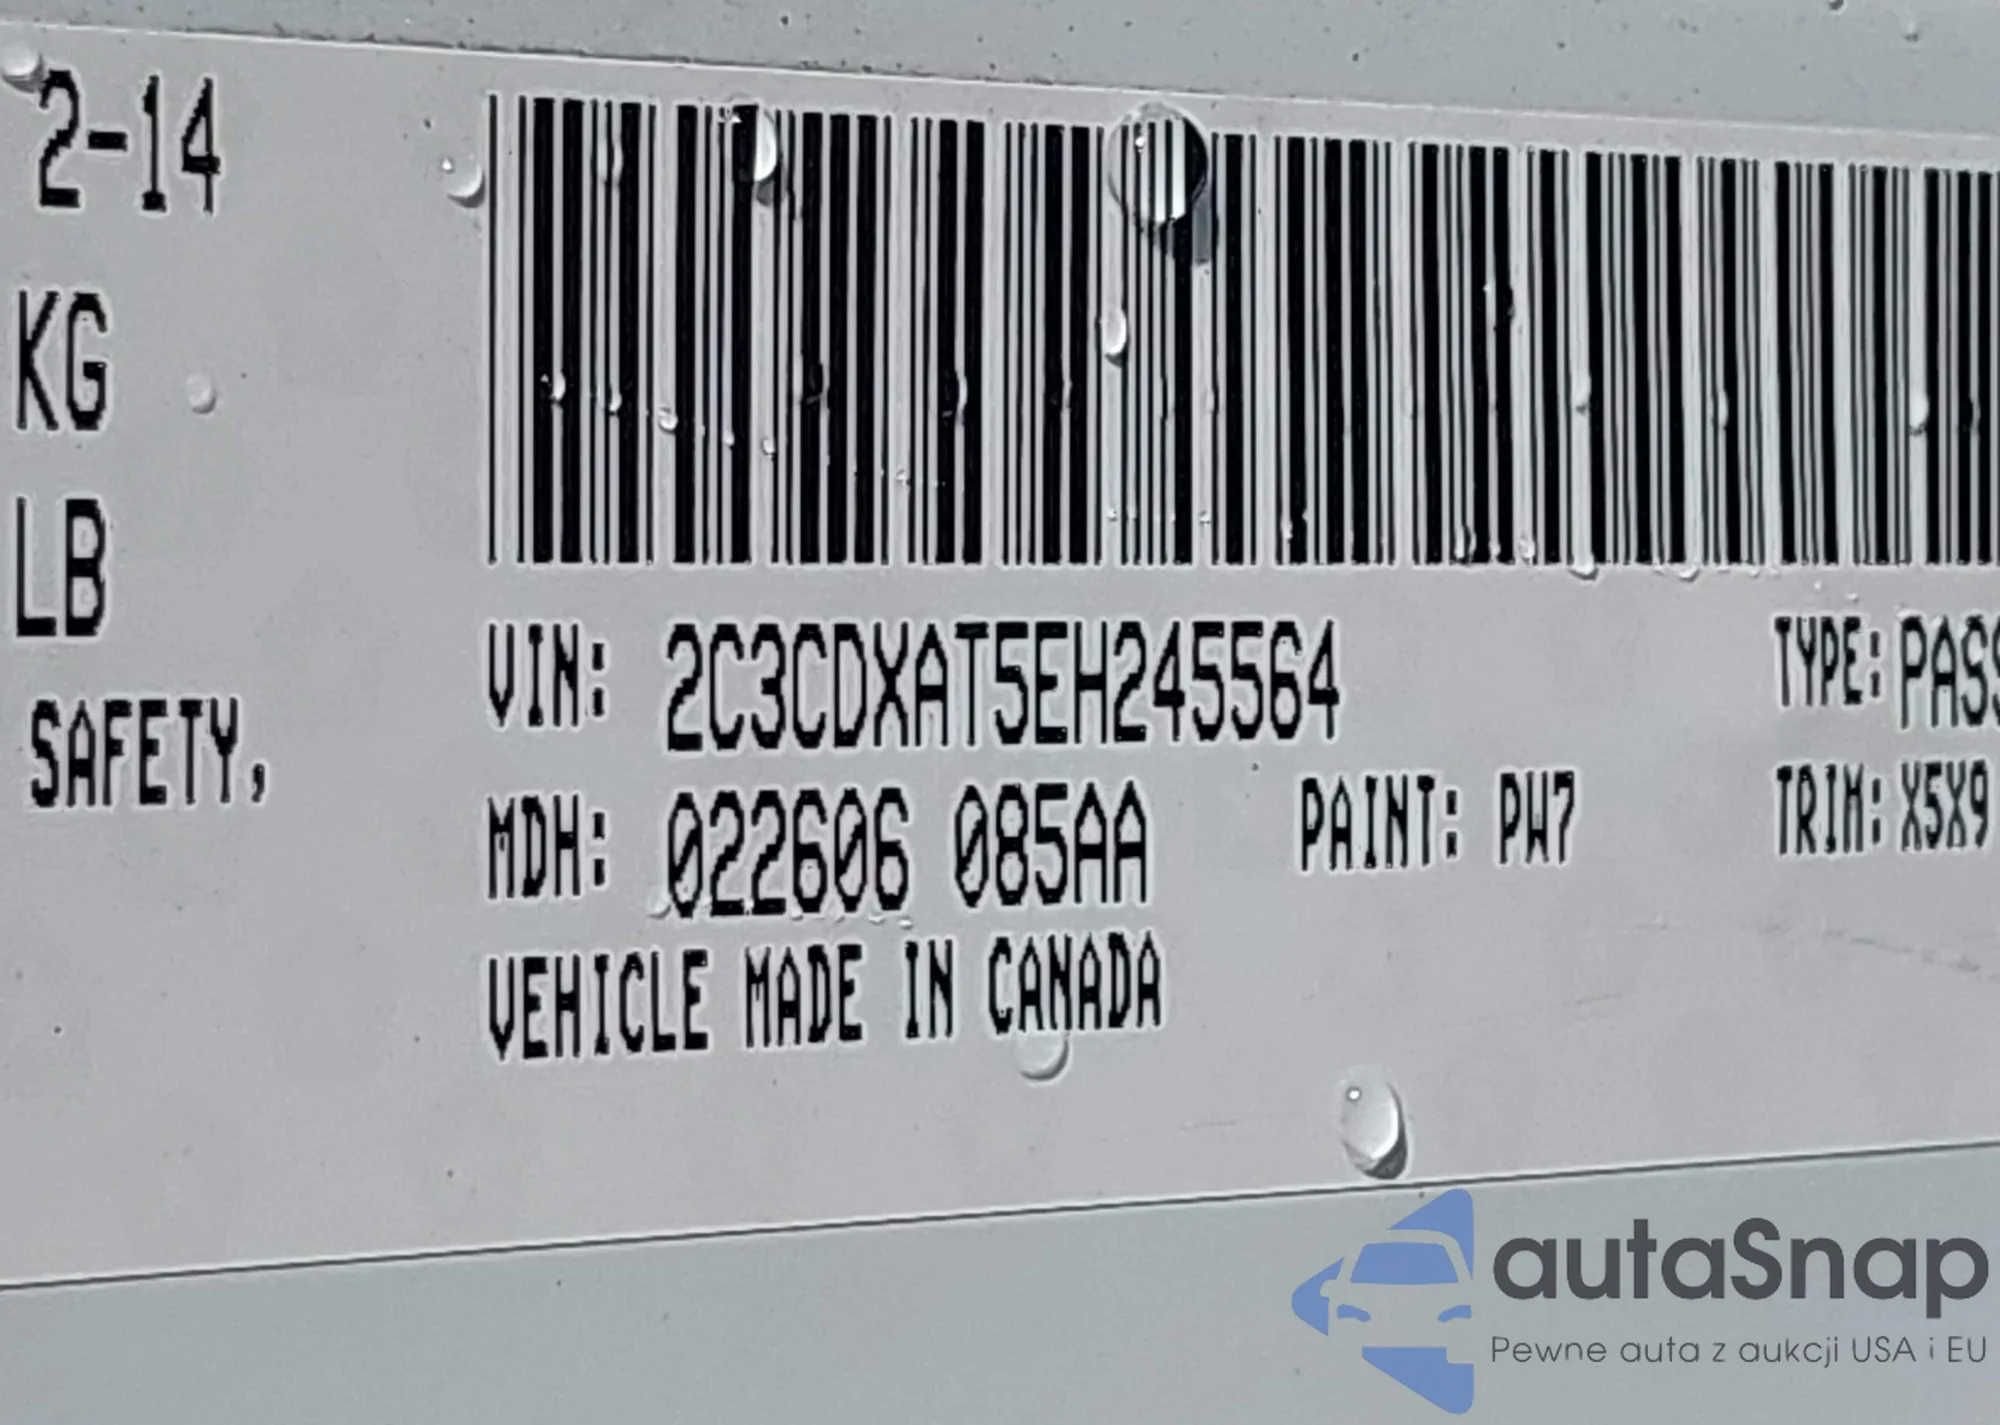 2-14
KG
LB
SAFETY,
VIN: 2C3CDXAT5EH245564
TYPE: PASS
MDH: 022606 085AA
PAINT: PW7
TRIM: X5X9
VEHICLE MADE IN CANADA
autaSnap
Pewne auta z aukcji USA i EU